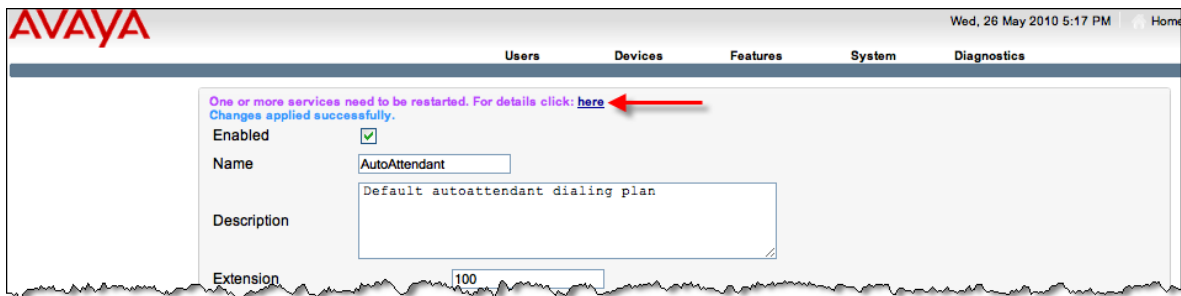 AVAYA
Wed, 26 May 2010 5:17 PM Home
Users Devices Features System Diagnostics
One or more services need to be restarted. For details click: here
Changes applied successfully.
Enabled
Name AutoAttendant
Default autoattendant dialing plan
Description
Extension 100